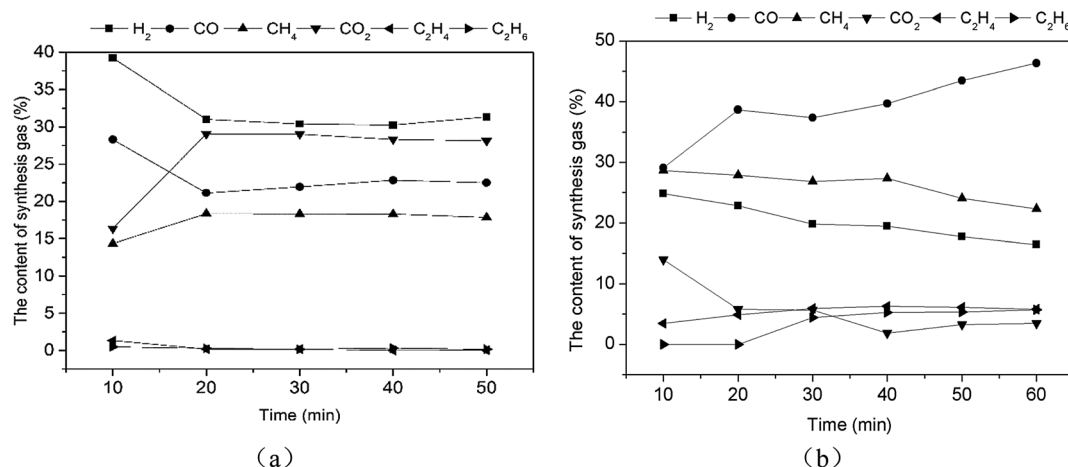 H₂ CO CH₄ CO₂ C₂H₄ C₂H₆
40
35
30
25
20
15
10
5
0
The content of synthesis gas (%)
10 20 30 40 50
Time (min)
(a)
H₂ CO CH₄ CO₂ C₂H₄ C₂H₆
50
40
30
20
10
0
The content of synthesis gas (%)
10 20 30 40 50 60
Time (min)
(b)